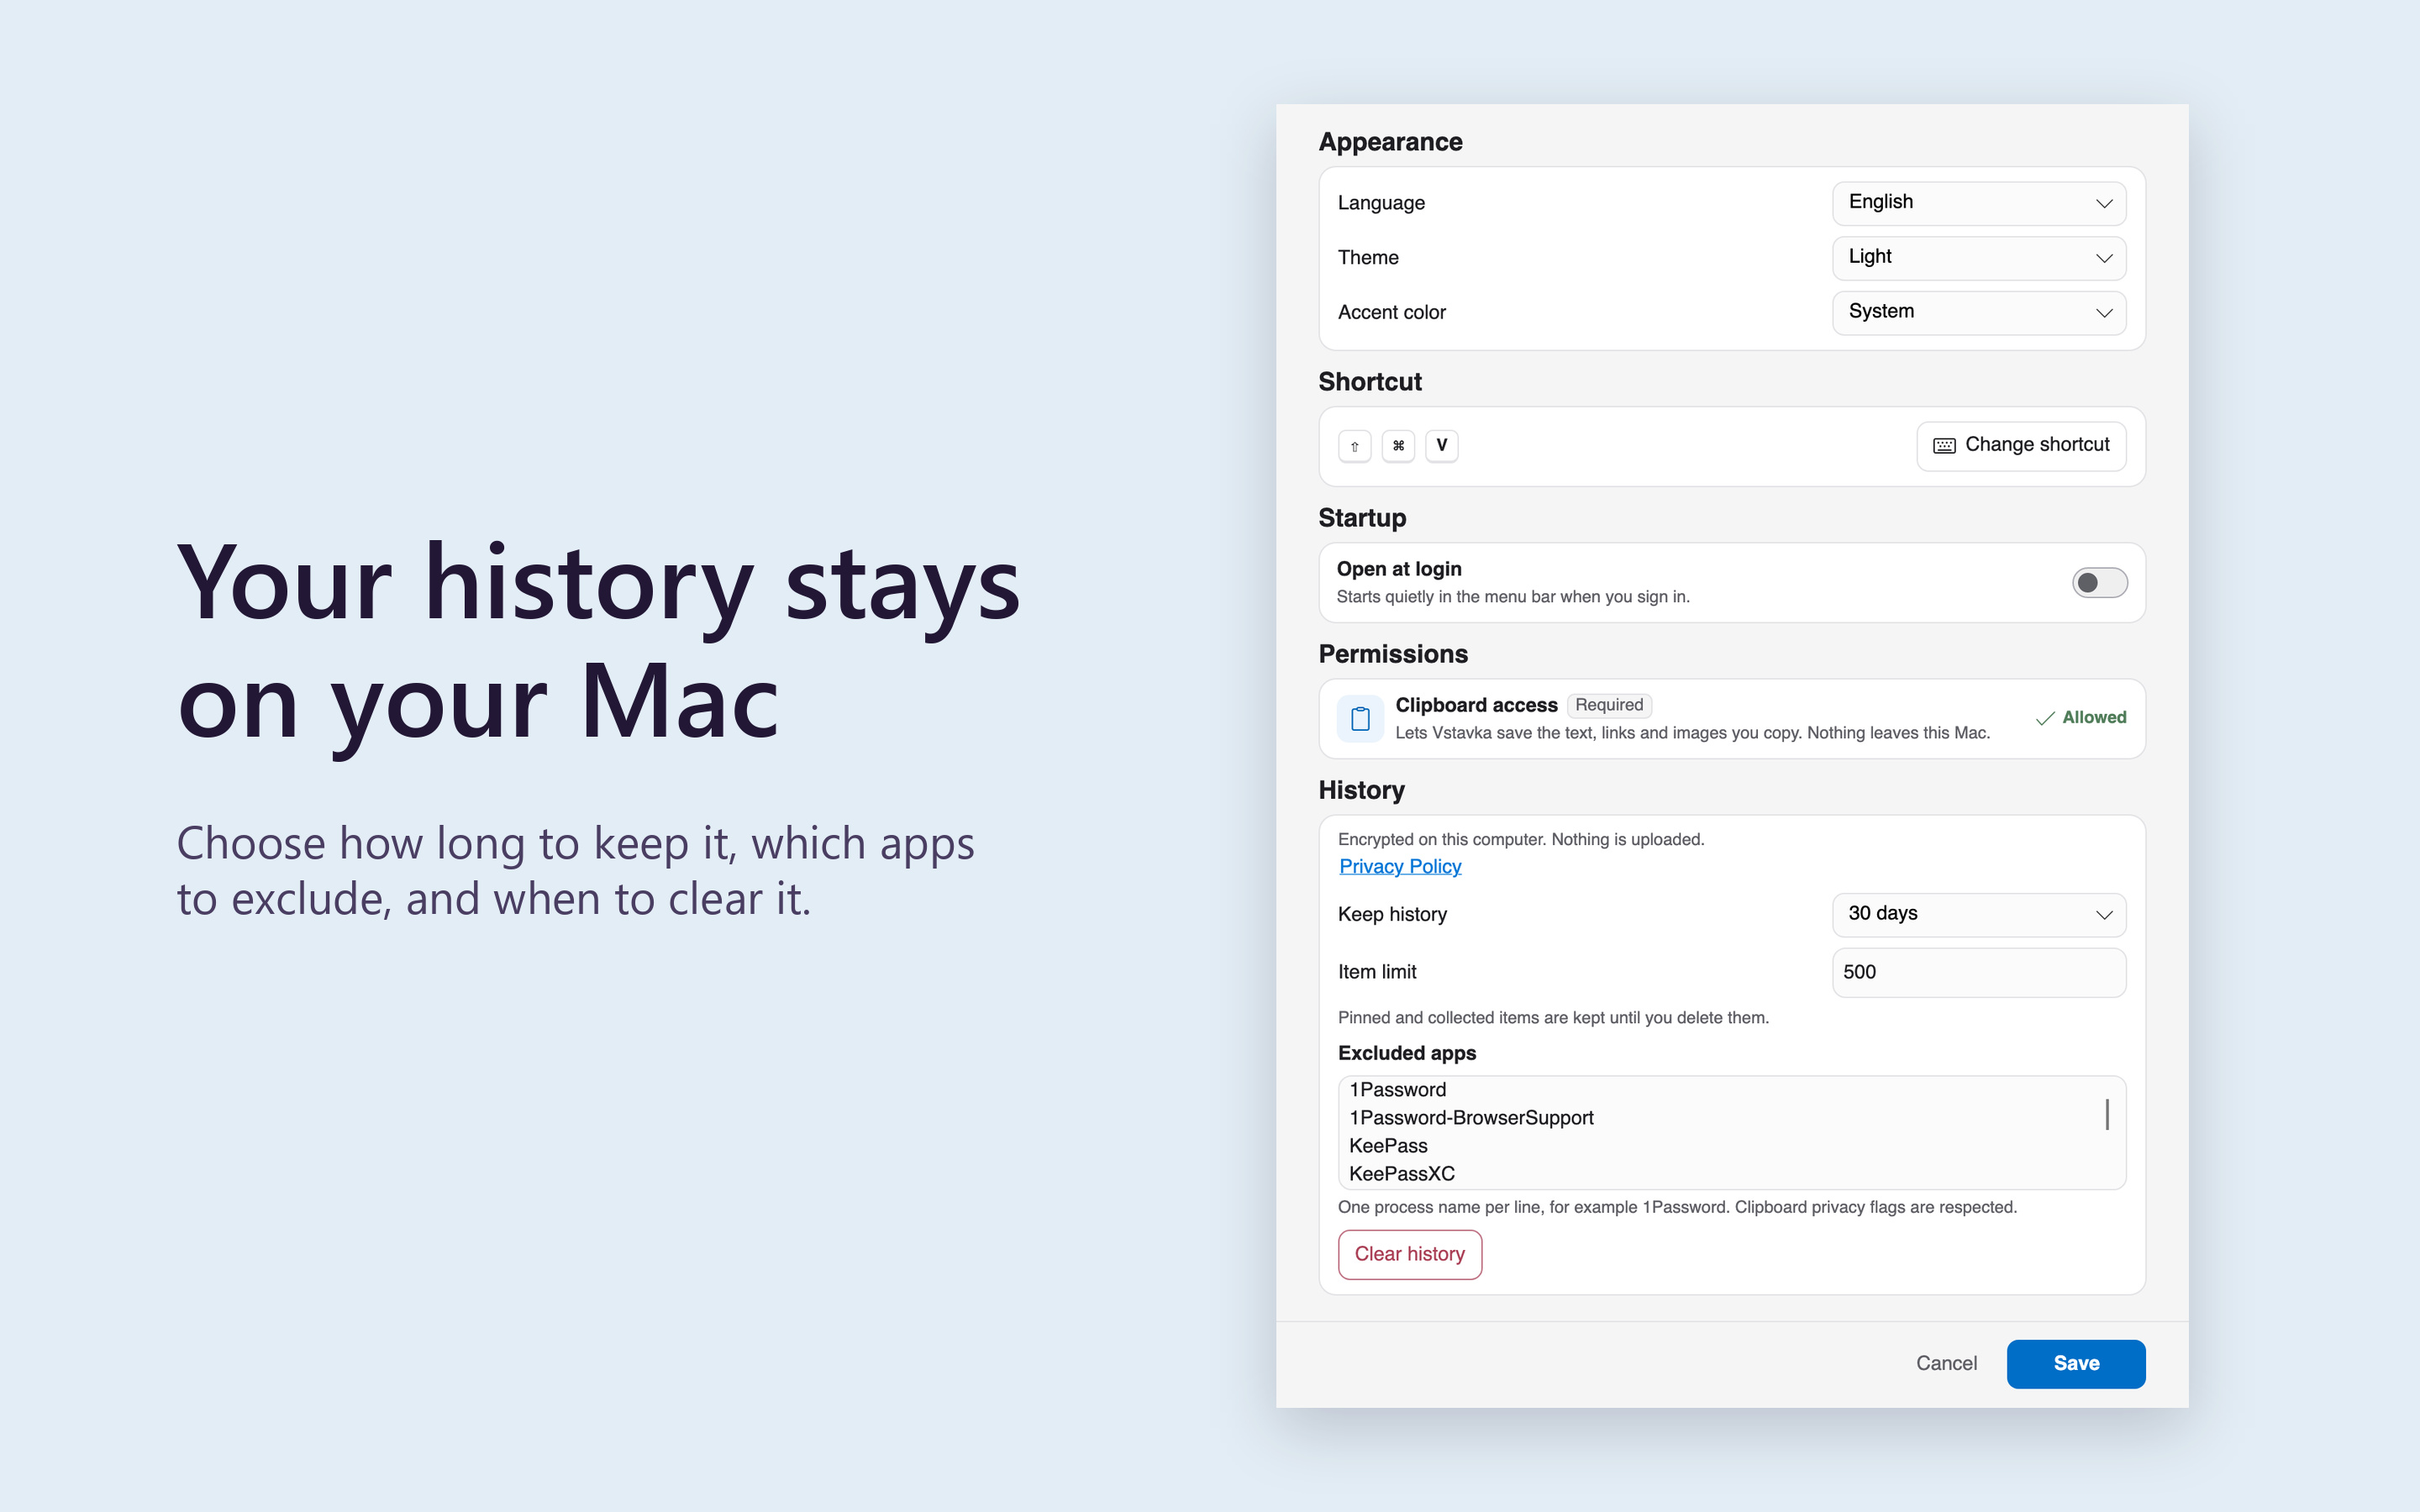 Your history stays
on your Mac
Choose how long to keep it, which apps
to exclude, and when to clear it.
Appearance
Language
English
Theme
Light
Accent color
System
Shortcut
⇧ ⌘ V
Change shortcut
Startup
Open at login
Starts quietly in the menu bar when you sign in.
Permissions
Clipboard access Required
Lets Vstavka save the text, links and images you copy. Nothing leaves this Mac.
Allowed
History
Encrypted on this computer. Nothing is uploaded.
Privacy Policy
Keep history
30 days
Item limit
500
Pinned and collected items are kept until you delete them.
Excluded apps
1Password
1Password-BrowserSupport
KeePass
KeePassXC
One process name per line, for example 1Password. Clipboard privacy flags are respected.
Clear history
Cancel
Save